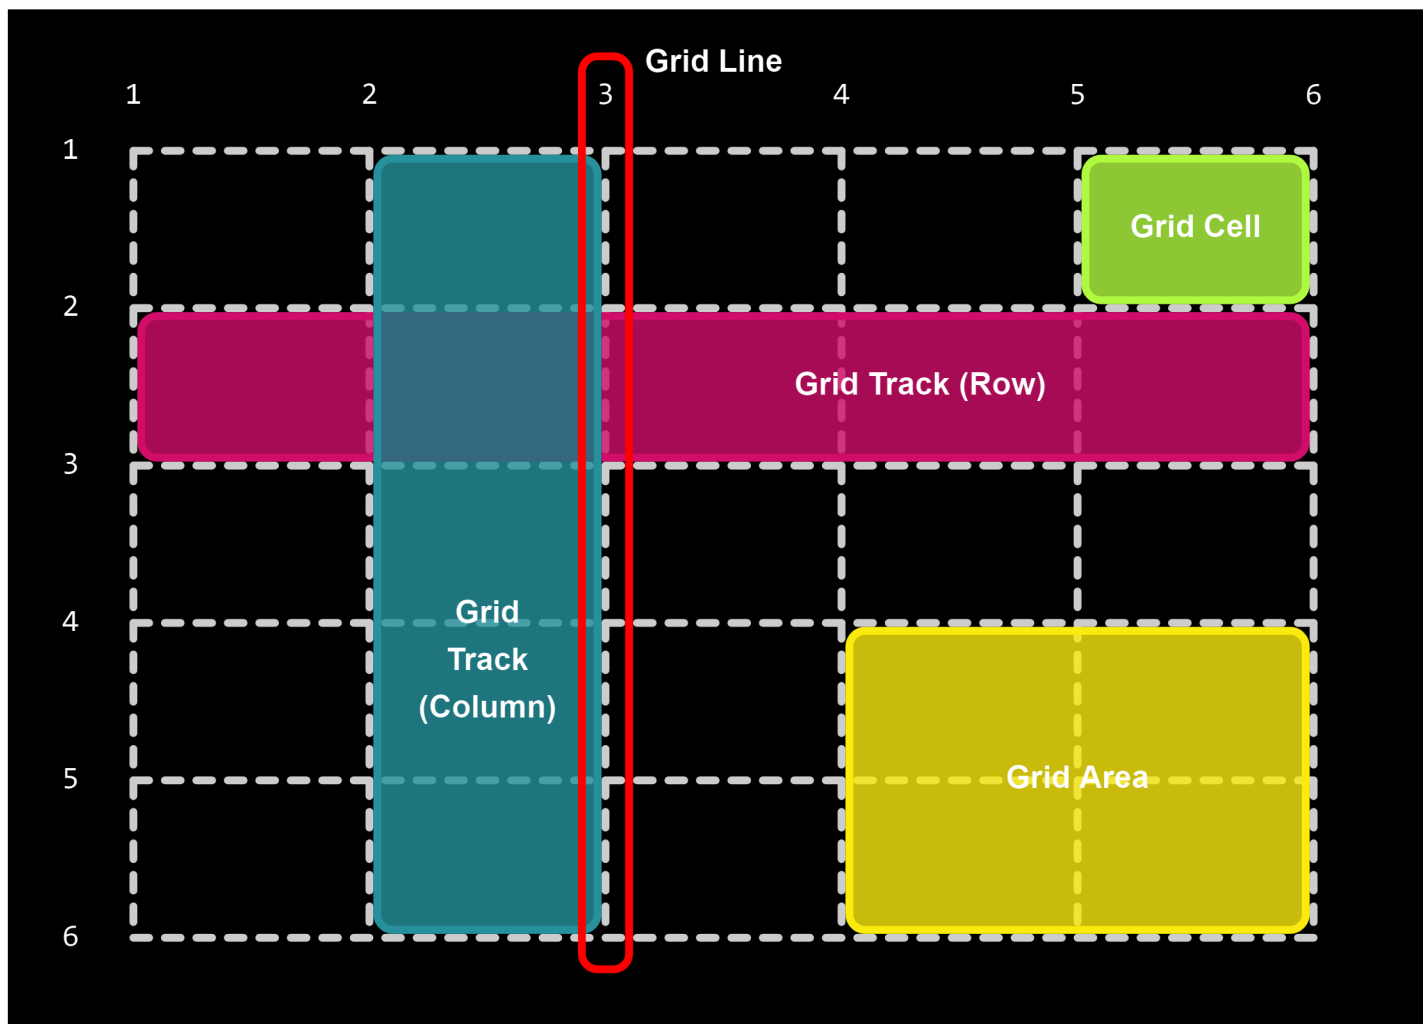 Grid Line
1 2 3 4 5 6
1
Grid Cell
2
Grid Track (Row)
3
4
Grid
Track
(Column)
5
Grid Area
6